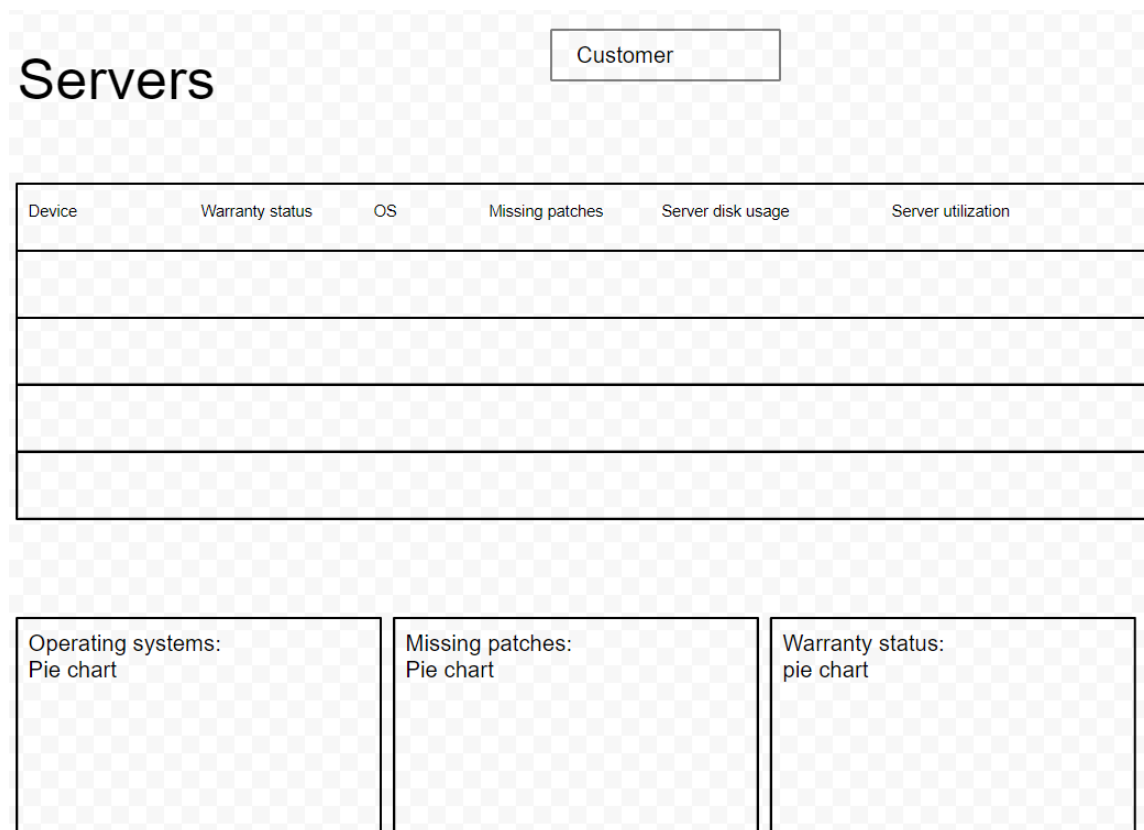 Servers
Customer
Device Warranty status OS Missing patches Server disk usage Server utilization
Operating systems:
Pie chart
Missing patches:
Pie chart
Warranty status:
pie chart